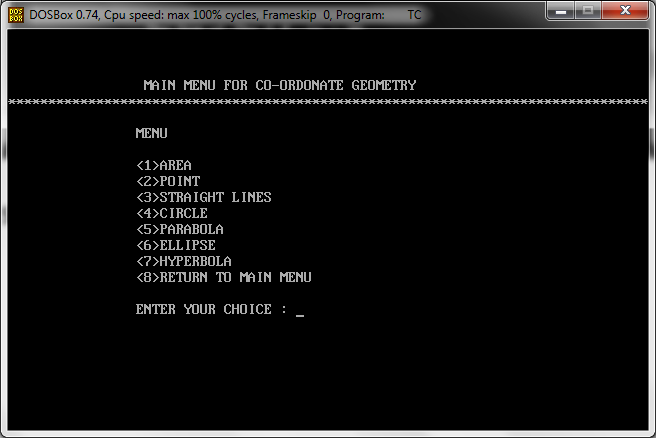 DOS BOX DOSBox 0.74, Cpu speed: max 100% cycles, Frameskip 0, Program: TC
MAIN MENU FOR CO-ORDONATE GEOMETRY
********************************************************************************
MENU
<1>AREA
<2>POINT
<3>STRAIGHT LINES
<4>CIRCLE
<5>PARABOLA
<6>ELLIPSE
<7>HYPERBOLA
<8>RETURN TO MAIN MENU
ENTER YOUR CHOICE : _